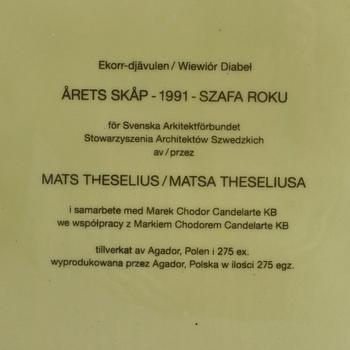 Ekorr-djävulen / Wiewiór Diabeł
ÅRETS SKÅP - 1991 - SZAFA ROKU
för Svenska Arkitektförbundet
Stowarzyszenia Architektów Szwedzkich
av / przez
MATS THESELIUS / MATSA THESELIUSA
i samarbete med Marek Chodor Candelarte KB
we współpracy z Markiem Chodorem Candelarte KB
tillverkat av Agador, Polen i 275 ex.
wyprodukowana przez Agador, Polska w ilości 275 egz.